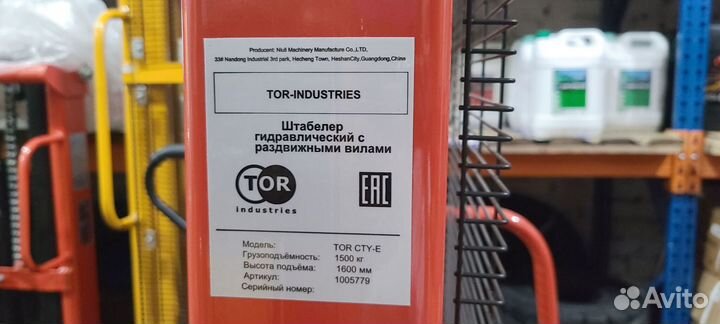 Producent: Niuli Machinery Manufacture Co.,LTD,
33# Nandong Industrial 3rd park, Hecheng Town, HeshanCity,Guangdong,China
TOR-INDUSTRIES
Штабелер
гидравлический с
раздвижными вилами
TOR
industries
EAC
Модель: TOR CTY-E
Грузоподъёмность: 1500 кг
Высота подъёма: 1600 мм
Артикул: 1005779
Серийный номер:
Avito